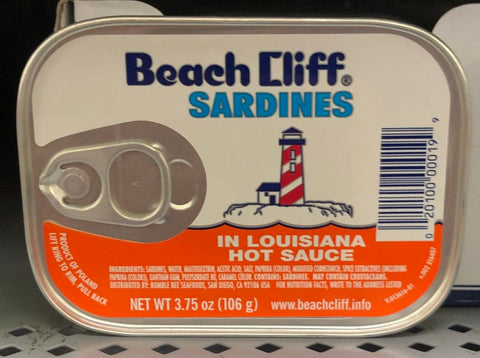 Beach Cliff®
SARDINES
IN LOUISIANA
HOT SAUCE
INGREDIENTS: SARDINES, WATER, MALTODEXTRIN, ACETIC ACID, SALT, PAPRIKA (COLOR), MODIFIED CORNSTARCH, SPICE EXTRACTIVES (INCLUDING
PAPRIKA (COLOR)), XANTHAN GUM, POLYSORBATE 80, CARAMEL COLOR. CONTAINS: SARDINES. MAY CONTAIN CRUSTACEANS.
DISTRIBUTED BY: BUMBLE BEE SEAFOODS, SAN DIEGO, CA 92186 USA FOR NUTRITION FACTS, WRITE TO THE ADDRESS LISTED
NET WT 3.75 oz (106 g) www.beachcliff.info
PRODUCT OF POLAND
LIFT RING TO RIM, PULL BACK
0 20100 00019 9